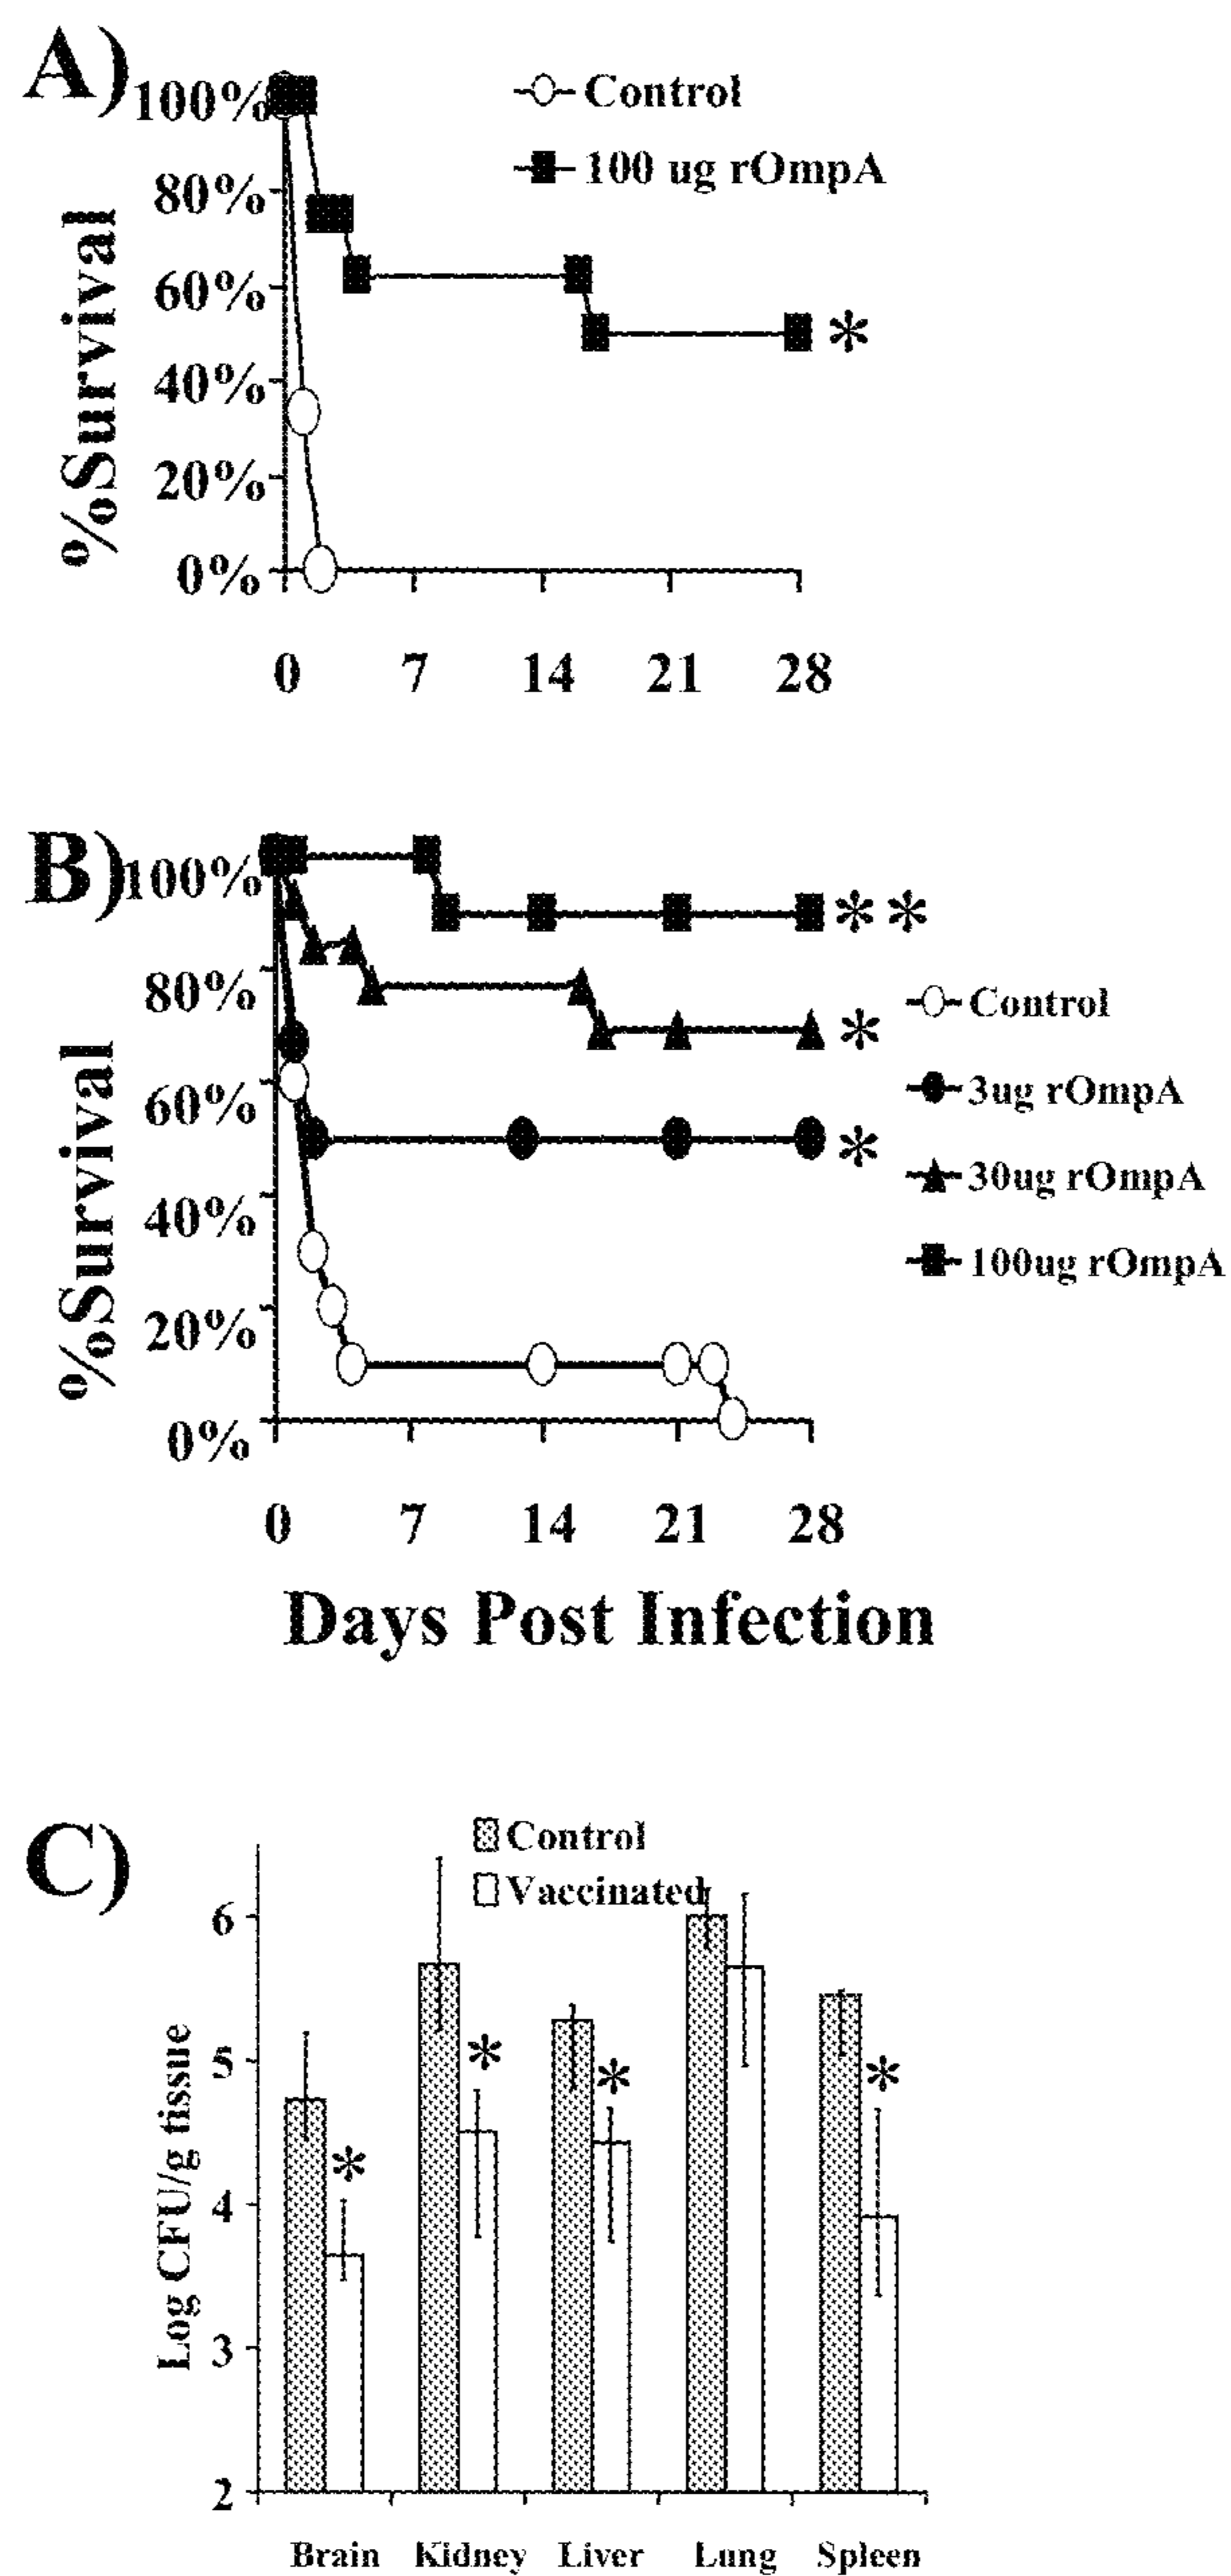 A)
Control
100 ug rOmpA
%Survival
100%
80%
60%
40%
20%
0%
*
0 7 14 21 28
B)
%Survival
100%
80%
60%
40%
20%
0%
**
*
*
Control
3ug rOmpA
30ug rOmpA
100ug rOmpA
0 7 14 21 28
Days Post Infection
C)
Control
Vaccinated
Log CFU/g tissue
6
5
4
3
2
* * * *
Brain Kidney Liver Lung Spleen